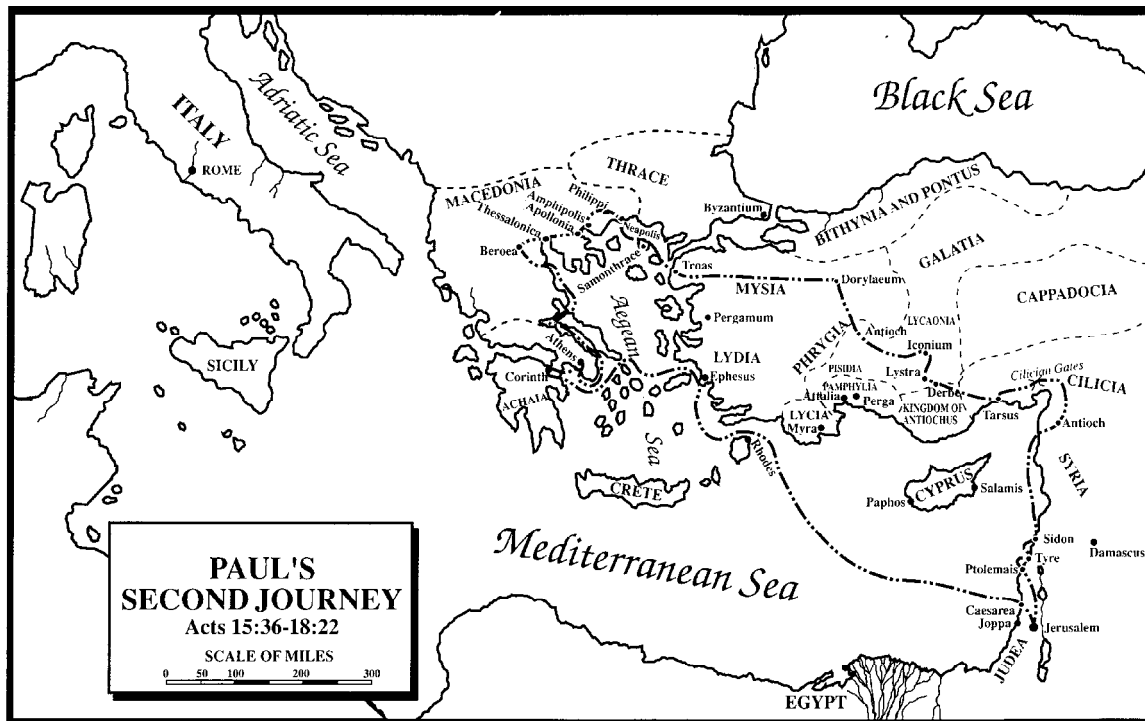 Black Sea
Adriatic Sea
ITALY
ROME
THRACE
MACEDONIA
Philippi
Amphipolis
Apollonia
Thessalonica
Neapolis
Beroea
Samonthrace
Byzantium
BITHYNIA AND PONTUS
GALATIA
CAPPADOCIA
Troas
MYSIA
Dorylaeum
Pergamum
Aegean
Sea
PHRYGIA
LYCAONIA
Antioch
Iconium
PISIDIA
Lystra
Cilician Gates
CILICIA
LYDIA
Ephesus
PAMPHYLIA
Attalia
Perga
Derbe
KINGDOM OF
ANTIOCHUS
Tarsus
Antioch
SICILY
Athens
Corinth
ACHAIA
LYCIA
Myra
Rhodes
CRETE
CYPRUS
Salamis
Paphos
SYRIA
Sidon
Tyre
Damascus
Ptolemais
Mediterranean Sea
Caesarea
Joppa
Jerusalem
JUDEA
EGYPT
PAUL'S
SECOND JOURNEY
Acts 15:36-18:22
SCALE OF MILES
0 50 100 200 300